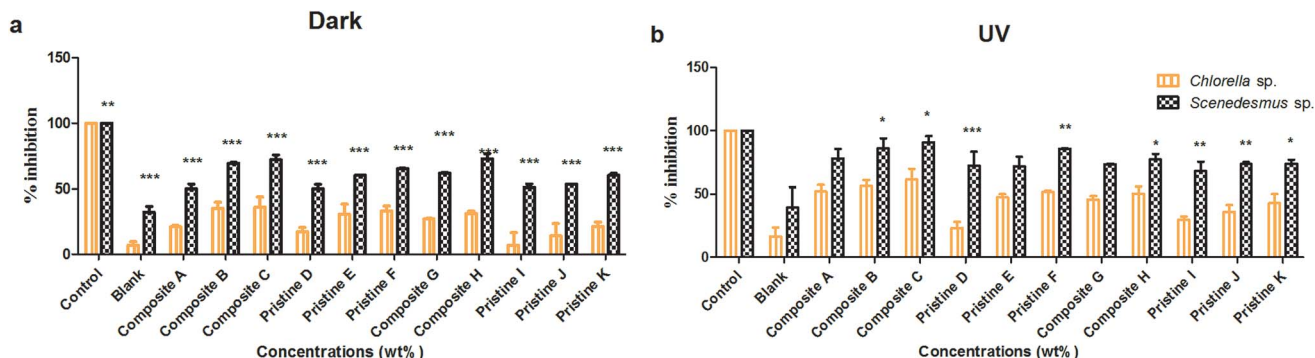 a
Dark
% inhibition
150
100
50
0
**
***
***
***
***
***
***
***
***
***
***
***
***
Control
Blank
Composite A
Composite B
Composite C
Pristine D
Pristine E
Pristine F
Composite G
Composite H
Pristine I
Pristine J
Pristine K
Concentrations (wt%)
b
UV
% inhibition
150
100
50
0
Chlorella sp.
Scenedesmus sp.
*
*
***
**
*
**
**
*
Control
Blank
Composite A
Composite B
Composite C
Pristine D
Pristine E
Pristine F
Composite G
Composite H
Pristine I
Pristine J
Pristine K
Concentrations (wt%)